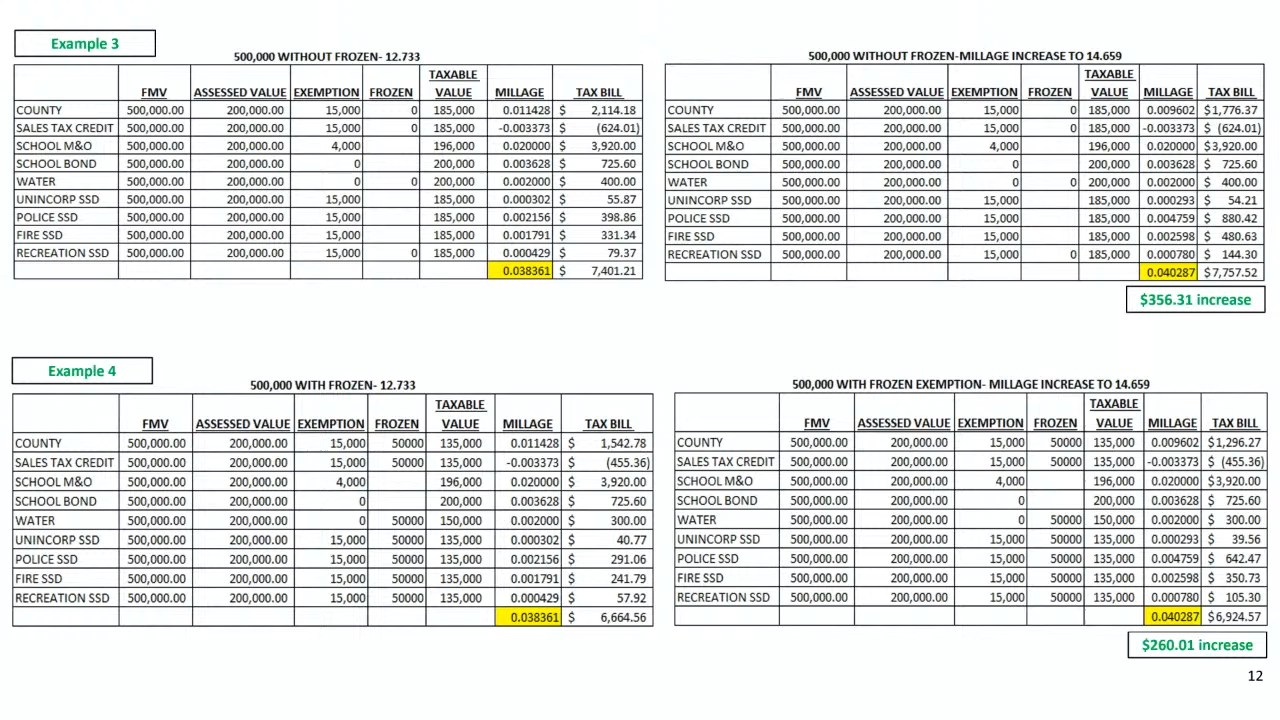 Example 3
500,000 WITHOUT FROZEN- 12.733
FMV ASSESSED VALUE EXEMPTION FROZEN TAXABLE VALUE MILLAGE TAX BILL
COUNTY 500,000.00 200,000.00 15,000 0 185,000 0.011428 $ 2,114.18
SALES TAX CREDIT 500,000.00 200,000.00 15,000 0 185,000 -0.003373 $ (624.01)
SCHOOL M&O 500,000.00 200,000.00 4,000 196,000 0.020000 $ 3,920.00
SCHOOL BOND 500,000.00 200,000.00 0 200,000 0.003628 $ 725.60
WATER 500,000.00 200,000.00 0 0 200,000 0.002000 $ 400.00
UNINCORP SSD 500,000.00 200,000.00 15,000 185,000 0.000302 $ 55.87
POLICE SSD 500,000.00 200,000.00 15,000 185,000 0.002156 $ 398.86
FIRE SSD 500,000.00 200,000.00 15,000 185,000 0.001791 $ 331.34
RECREATION SSD 500,000.00 200,000.00 15,000 0 185,000 0.000429 $ 79.37
0.038361 $ 7,401.21
500,000 WITHOUT FROZEN-MILLAGE INCREASE TO 14.659
FMV ASSESSED VALUE EXEMPTION FROZEN TAXABLE VALUE MILLAGE TAX BILL
COUNTY 500,000.00 200,000.00 15,000 0 185,000 0.009602 $1,776.37
SALES TAX CREDIT 500,000.00 200,000.00 15,000 0 185,000 -0.003373 $ (624.01)
SCHOOL M&O 500,000.00 200,000.00 4,000 196,000 0.020000 $3,920.00
SCHOOL BOND 500,000.00 200,000.00 0 200,000 0.003628 $ 725.60
WATER 500,000.00 200,000.00 0 0 200,000 0.002000 $ 400.00
UNINCORP SSD 500,000.00 200,000.00 15,000 185,000 0.000293 $ 54.21
POLICE SSD 500,000.00 200,000.00 15,000 185,000 0.004759 $ 880.42
FIRE SSD 500,000.00 200,000.00 15,000 185,000 0.002598 $ 480.63
RECREATION SSD 500,000.00 200,000.00 15,000 0 185,000 0.000780 $ 144.30
0.040287 $7,757.52
$356.31 increase
Example 4
500,000 WITH FROZEN- 12.733
FMV ASSESSED VALUE EXEMPTION FROZEN TAXABLE VALUE MILLAGE TAX BILL
COUNTY 500,000.00 200,000.00 15,000 50000 135,000 0.011428 $ 1,542.78
SALES TAX CREDIT 500,000.00 200,000.00 15,000 50000 135,000 -0.003373 $ (455.36)
SCHOOL M&O 500,000.00 200,000.00 4,000 196,000 0.020000 $ 3,920.00
SCHOOL BOND 500,000.00 200,000.00 0 200,000 0.003628 $ 725.60
WATER 500,000.00 200,000.00 0 50000 150,000 0.002000 $ 300.00
UNINCORP SSD 500,000.00 200,000.00 15,000 50000 135,000 0.000302 $ 40.77
POLICE SSD 500,000.00 200,000.00 15,000 50000 135,000 0.002156 $ 291.06
FIRE SSD 500,000.00 200,000.00 15,000 50000 135,000 0.001791 $ 241.79
RECREATION SSD 500,000.00 200,000.00 15,000 50000 135,000 0.000429 $ 57.92
0.038361 $ 6,664.56
500,000 WITH FROZEN EXEMPTION- MILLAGE INCREASE TO 14.659
FMV ASSESSED VALUE EXEMPTION FROZEN TAXABLE VALUE MILLAGE TAX BILL
COUNTY 500,000.00 200,000.00 15,000 50000 135,000 0.009602 $1,296.27
SALES TAX CREDIT 500,000.00 200,000.00 15,000 50000 135,000 -0.003373 $ (455.36)
SCHOOL M&O 500,000.00 200,000.00 4,000 196,000 0.020000 $3,920.00
SCHOOL BOND 500,000.00 200,000.00 0 200,000 0.003628 $ 725.60
WATER 500,000.00 200,000.00 0 50000 150,000 0.002000 $ 300.00
UNINCORP SSD 500,000.00 200,000.00 15,000 50000 135,000 0.000293 $ 39.56
POLICE SSD 500,000.00 200,000.00 15,000 50000 135,000 0.004759 $ 642.47
FIRE SSD 500,000.00 200,000.00 15,000 50000 135,000 0.002598 $ 350.73
RECREATION SSD 500,000.00 200,000.00 15,000 50000 135,000 0.000780 $ 105.30
0.040287 $6,924.57
$260.01 increase
12